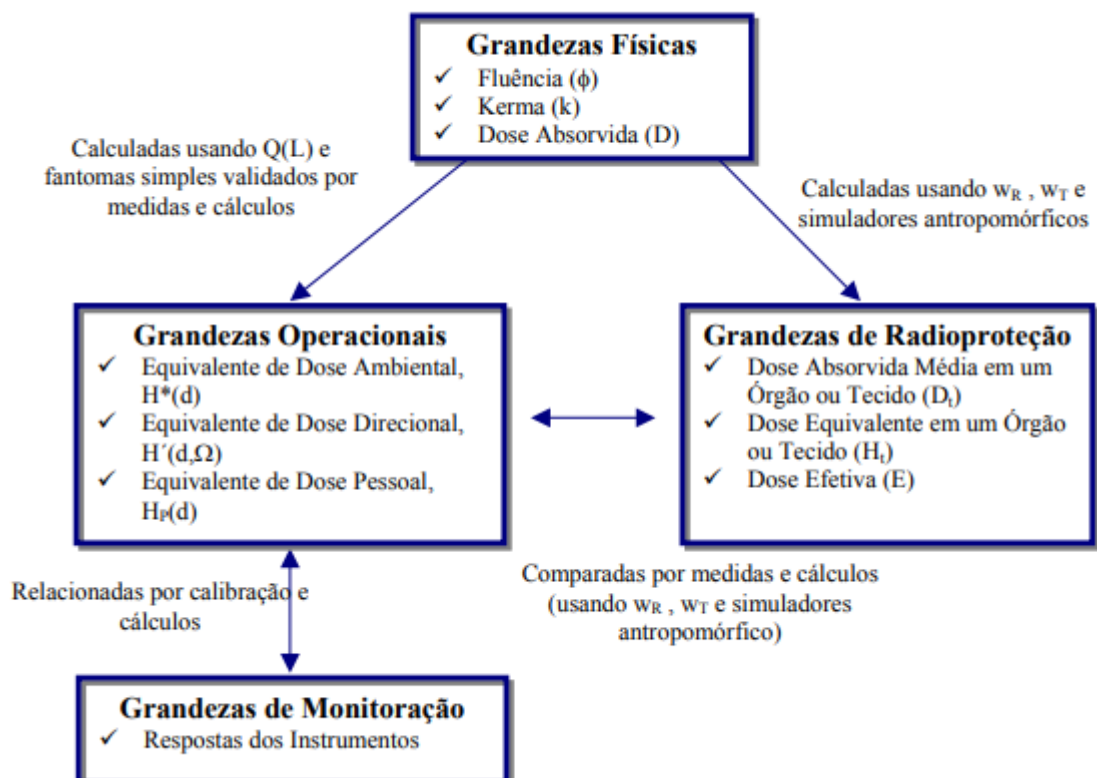 Grandezas Físicas
✓ Fluência (ϕ)
✓ Kerma (k)
✓ Dose Absorvida (D)
Calculadas usando Q(L) e
fantomas simples validados por
medidas e cálculos
Calculadas usando wR , wT e
simuladores antropomórficos
Grandezas Operacionais
✓ Equivalente de Dose Ambiental,
H*(d)
✓ Equivalente de Dose Direcional,
H´(d,Ω)
✓ Equivalente de Dose Pessoal,
HP(d)
Grandezas de Radioproteção
✓ Dose Absorvida Média em um
Órgão ou Tecido (Dt)
✓ Dose Equivalente em um Órgão
ou Tecido (Ht)
✓ Dose Efetiva (E)
Relacionadas por calibração e
cálculos
Comparadas por medidas e cálculos
(usando wR , wT e simuladores
antropomórfico)
Grandezas de Monitoração
✓ Respostas dos Instrumentos